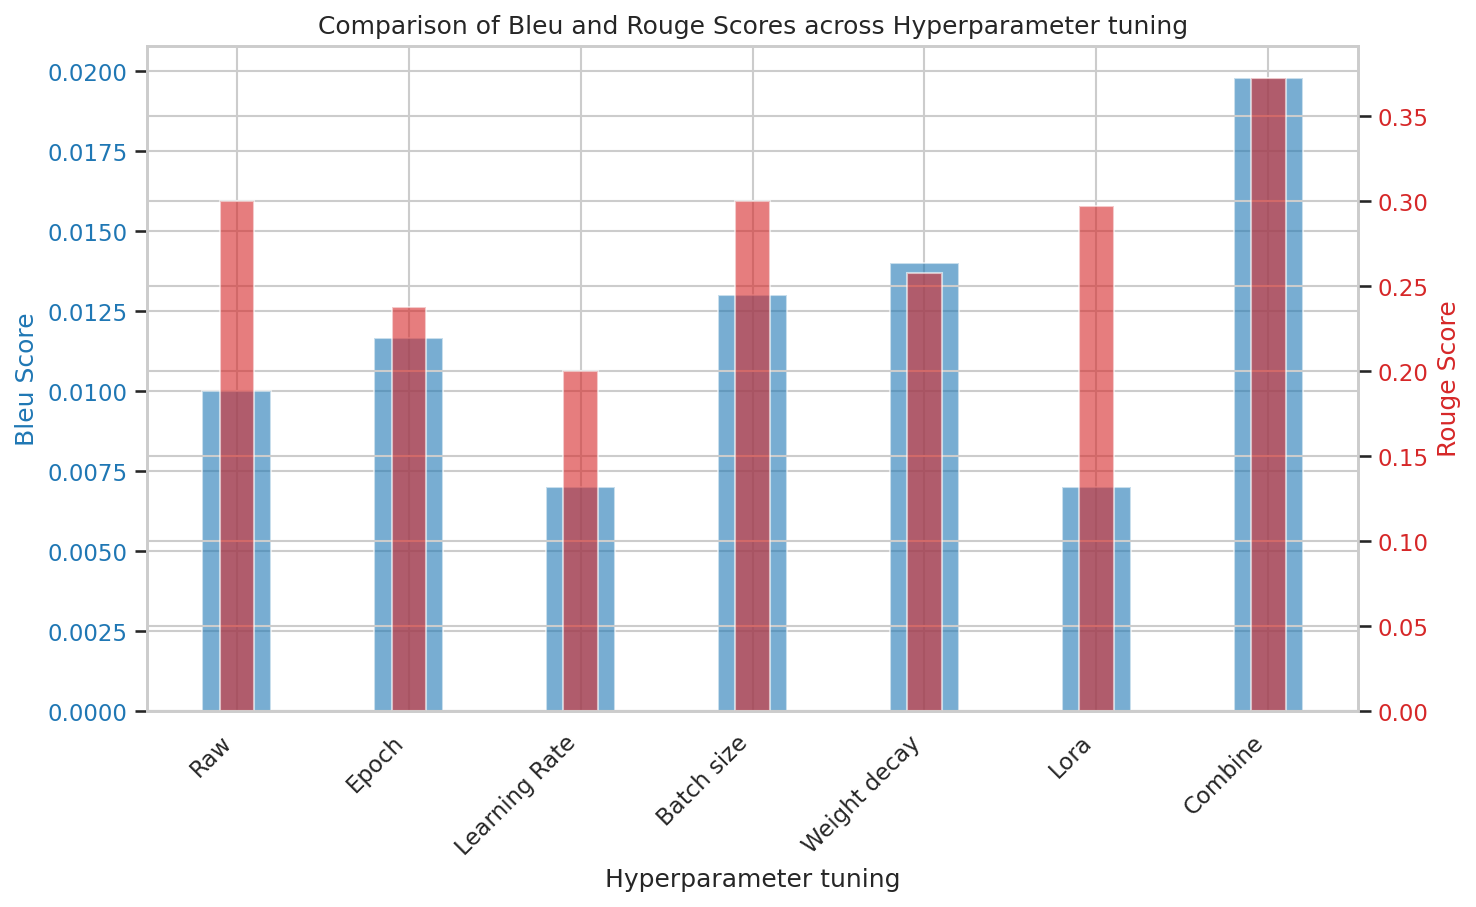 Comparison of Bleu and Rouge Scores across Hyperparameter tuning
Bleu Score
0.0200
0.0175
0.0150
0.0125
0.0100
0.0075
0.0050
0.0025
0.0000
Rouge Score
0.35
0.30
0.25
0.20
0.15
0.10
0.05
0.00
Raw
Epoch
Learning Rate
Batch size
Weight decay
Lora
Combine
Hyperparameter tuning